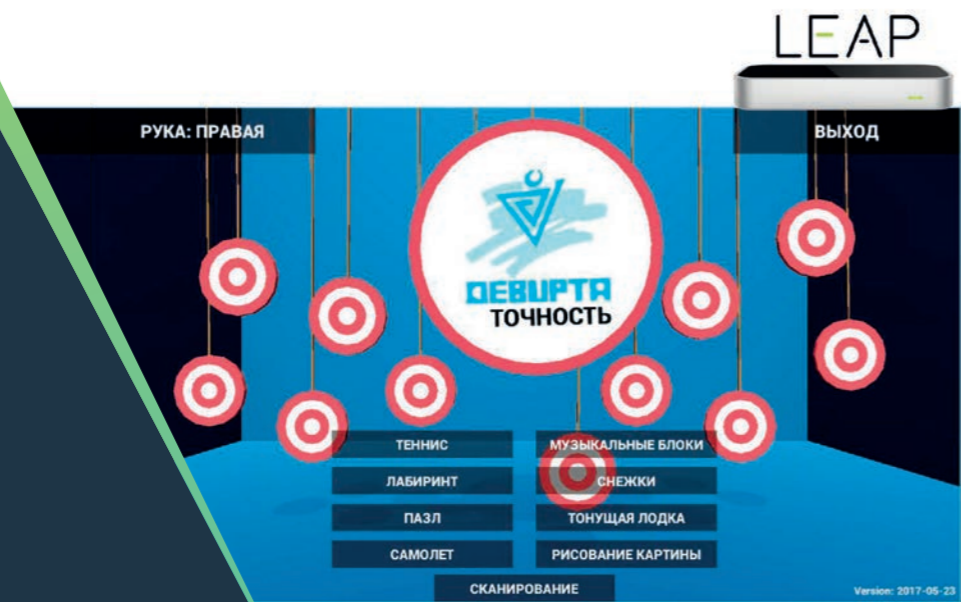 LEAP
РУКА: ПРАВАЯ
ВЫХОД
ДЕВИРТА
ТОЧНОСТЬ
ТЕННИС
МУЗЫКАЛЬНЫЕ БЛОКИ
ЛАБИРИНТ
СНЕЖКИ
ПАЗЛ
ТОНУЩАЯ ЛОДКА
САМОЛЕТ
РИСОВАНИЕ КАРТИНЫ
СКАНИРОВАНИЕ
Version: 2017-05-23